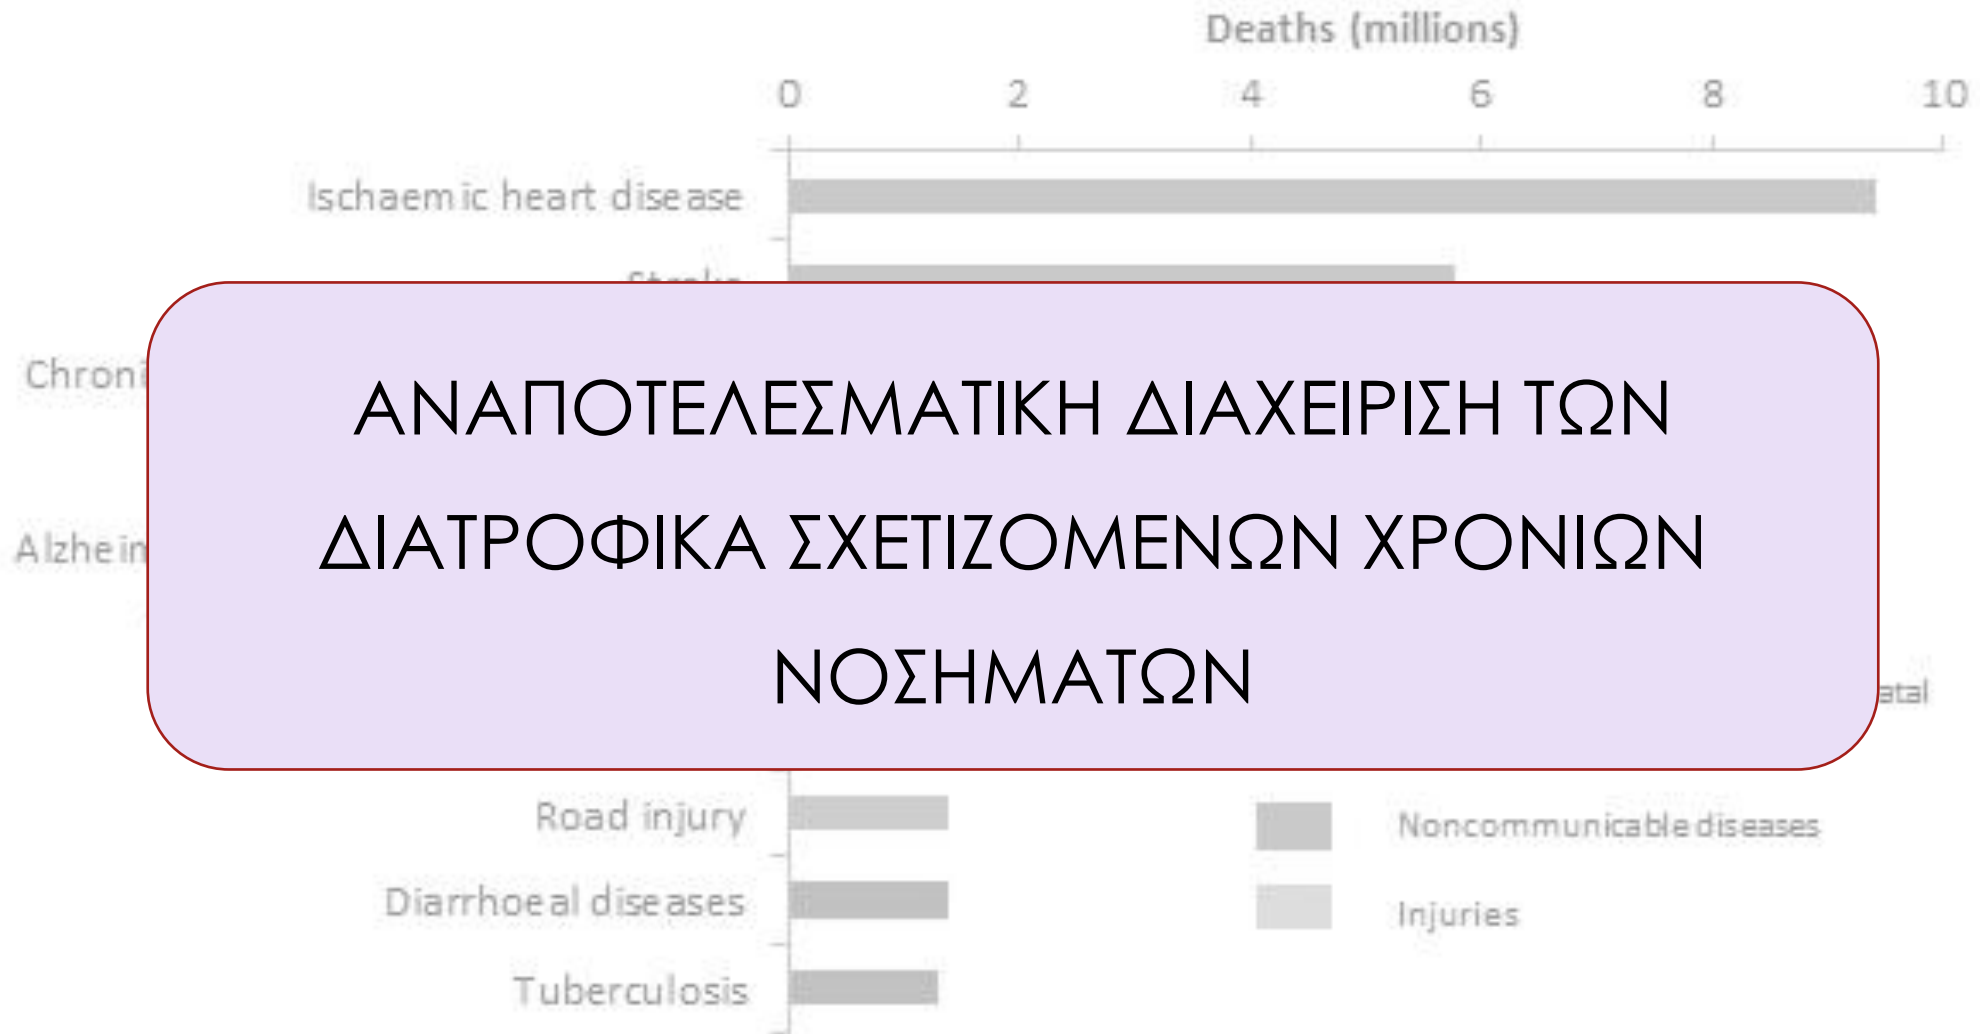 Deaths (millions)
0 2 4 6 8 10
Ischaemic heart disease
ΑΝΑΠΟΤΕΛΕΣΜΑΤΙΚΗ ΔΙΑΧΕΙΡΙΣΗ ΤΩΝ
ΔΙΑΤΡΟΦΙΚΑ ΣΧΕΤΙΖΟΜΕΝΩΝ ΧΡΟΝΙΩΝ
ΝΟΣΗΜΑΤΩΝ
Road injury
Noncommunicable diseases
Diarrhoeal diseases
Injuries
Tuberculosis